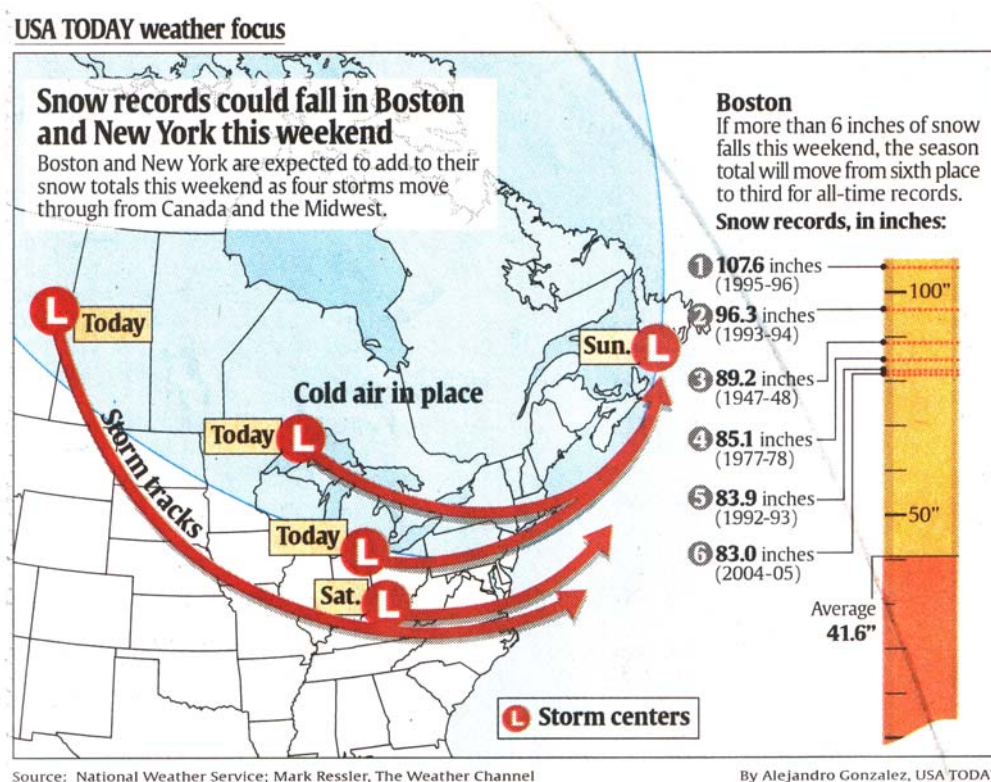 USA TODAY weather focus
Snow records could fall in Boston
and New York this weekend
Boston and New York are expected to add to their
snow totals this weekend as four storms move
through from Canada and the Midwest.
L
Today
Storm tracks
Cold air in place
Today
L
Today
L
Sat.
L
Sun.
L
L Storm centers
Boston
If more than 6 inches of snow
falls this weekend, the season
total will move from sixth place
to third for all-time records.
Snow records, in inches:
1 107.6 inches
(1995-96)
2 96.3 inches
(1993-94)
3 89.2 inches
(1947-48)
4 85.1 inches
(1977-78)
5 83.9 inches
(1992-93)
6 83.0 inches
(2004-05)
100"
50"
Average
41.6"
Source: National Weather Service; Mark Ressler, The Weather Channel
By Alejandro Gonzalez, USA TODA